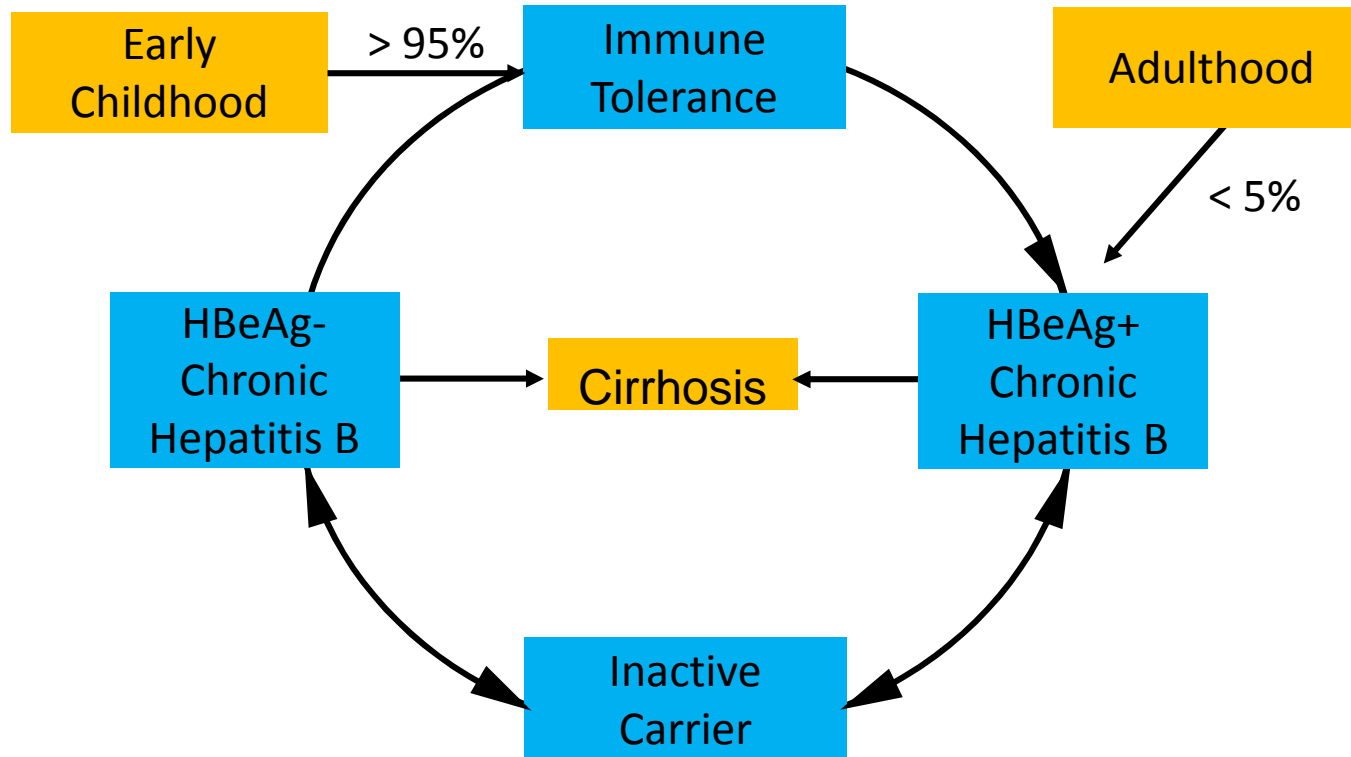 Early
Childhood
> 95%
Immune
Tolerance
Adulthood
< 5%
HBeAg-
Chronic
Hepatitis B
Cirrhosis
HBeAg+
Chronic
Hepatitis B
Inactive
Carrier